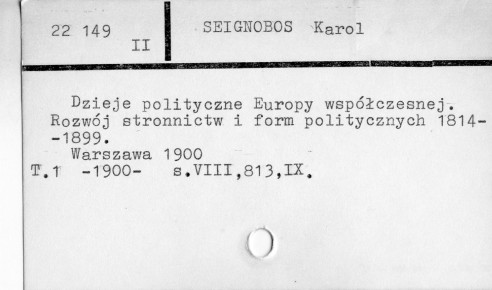 22 149
II
SEIGNOBOS Karol
Dzieje polityczne Europy współczesnej.
Rozwój stronnictw i form politycznych 1814-
-1899.
Warszawa 1900
T.1 -1900- s.VIII,813,IX.